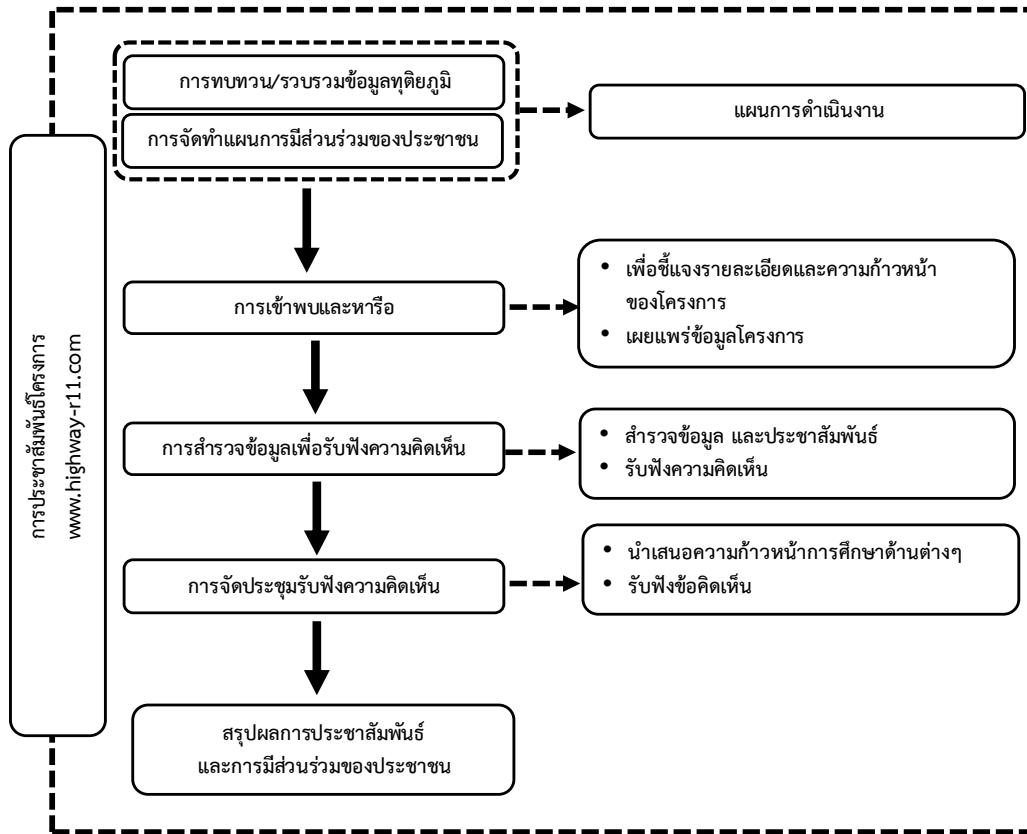 การทบทวน/รวบรวมข้อมูลทุติยภูมิ
การจัดทำแผนการมีส่วนร่วมของประชาชน
แผนการดำเนินงาน
การประชาสัมพันธ์โครงการ
www.highway-r11.com
การเข้าพบและหารือ
• เพื่อชี้แจงรายละเอียดและความก้าวหน้า
ของโครงการ
• เผยแพร่ข้อมูลโครงการ
การสำรวจข้อมูลเพื่อรับฟังความคิดเห็น
• สำรวจข้อมูล และประชาสัมพันธ์
• รับฟังความคิดเห็น
การจัดประชุมรับฟังความคิดเห็น
• นำเสนอความก้าวหน้าการศึกษาด้านต่างๆ
• รับฟังข้อคิดเห็น
สรุปผลการประชาสัมพันธ์
และการมีส่วนร่วมของประชาชน